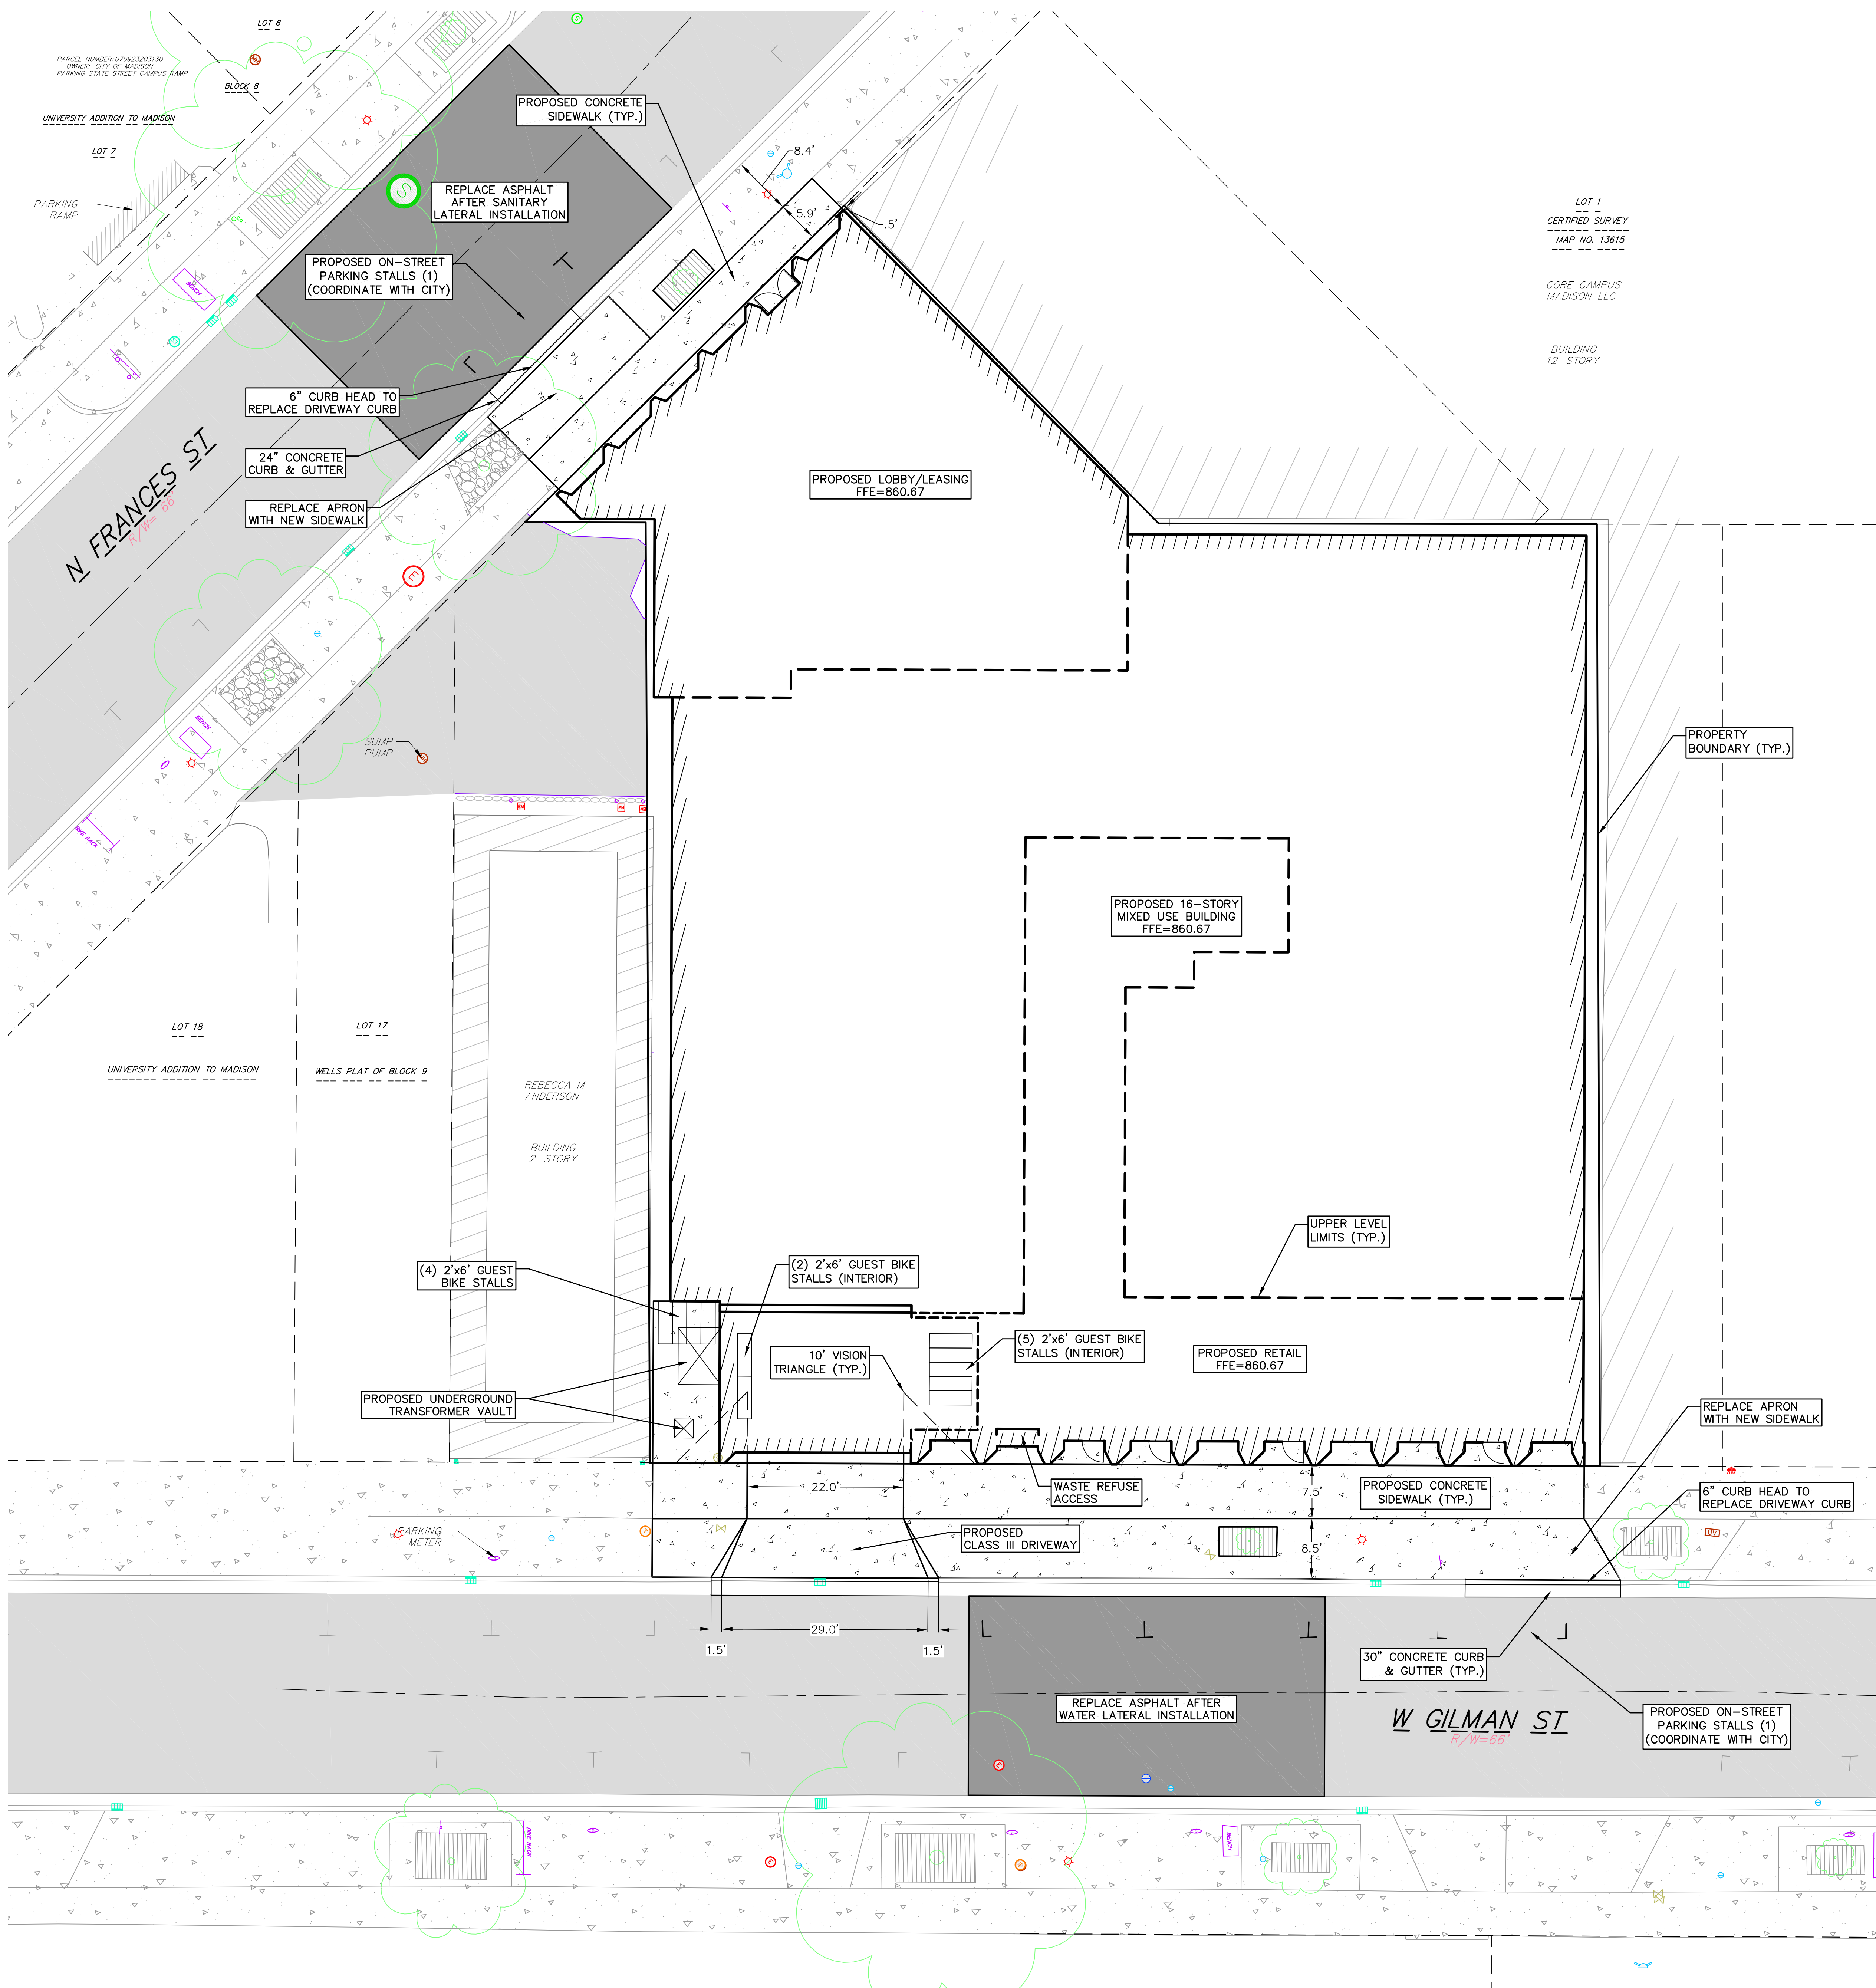 LOT 6
PARCEL NUMBER: 070923203130
OWNER: CITY OF MADISON
PARKING STATE STREET CAMPUS RAMP
BLOCK 8
UNIVERSITY ADDITION TO MADISON
LOT 7
PARKING
RAMP
PROPOSED CONCRETE
SIDEWALK (TYP.)
S
REPLACE ASPHALT
AFTER SANITARY
LATERAL INSTALLATION
8.4'
5.9'
.5'
PROPOSED ON-STREET
PARKING STALLS (1)
(COORDINATE WITH CITY)
BENCH
LOT 1
CERTIFIED SURVEY
MAP NO. 13615
CORE CAMPUS
MADISON LLC
BUILDING
12-STORY
6" CURB HEAD TO
REPLACE DRIVEWAY CURB
24" CONCRETE
CURB & GUTTER
REPLACE APRON
WITH NEW SIDEWALK
N FRANCES ST
R/W= 66'
PROPOSED LOBBY/LEASING
FFE=860.67
E
BENCH
SUMP
PUMP
BIKE RACK
PROPERTY
BOUNDARY (TYP.)
PROPOSED 16-STORY
MIXED USE BUILDING
FFE=860.67
LOT 18
LOT 17
UNIVERSITY ADDITION TO MADISON
WELLS PLAT OF BLOCK 9
REBECCA M
ANDERSON
BUILDING
2-STORY
UPPER LEVEL
LIMITS (TYP.)
(4) 2'x6' GUEST
BIKE STALLS
(2) 2'x6' GUEST BIKE
STALLS (INTERIOR)
10' VISION
TRIANGLE (TYP.)
(5) 2'x6' GUEST BIKE
STALLS (INTERIOR)
PROPOSED RETAIL
FFE=860.67
PROPOSED UNDERGROUND
TRANSFORMER VAULT
REPLACE APRON
WITH NEW SIDEWALK
22.0'
WASTE REFUSE
ACCESS
7.5'
PROPOSED CONCRETE
SIDEWALK (TYP.)
6" CURB HEAD TO
REPLACE DRIVEWAY CURB
PARKING
METER
PROPOSED
CLASS III DRIVEWAY
8.5'
UV
1.5'
29.0'
1.5'
30" CONCRETE CURB
& GUTTER (TYP.)
REPLACE ASPHALT AFTER
WATER LATERAL INSTALLATION
W GILMAN ST
R/W=66'
PROPOSED ON-STREET
PARKING STALLS (1)
(COORDINATE WITH CITY)
E
BIKE RACK
BENCH